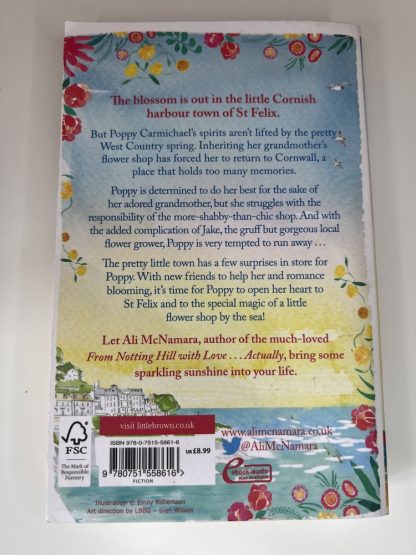 The blossom is out in the little Cornish
harbour town of St Felix.
But Poppy Carmichael's spirits aren't lifted by the pretty
West Country spring. Inheriting her grandmother's
flower shop has forced her to return to Cornwall, a
place that holds too many memories.
Poppy is determined to do her best for the sake of
her adored grandmother, but she struggles with the
responsibility of the more-shabby-than-chic shop. And with
the added complication of Jake, the gruff but gorgeous local
flower grower, Poppy is very tempted to run away . . .
The pretty little town has a few surprises in store for
Poppy. With new friends to help her and romance
blooming, it's time for Poppy to open her heart to
St Felix and to the special magic of a little
flower shop by the sea!
Let Ali McNamara, author of the much-loved
From Notting Hill with Love . . . Actually, bring some
sparkling sunshine into your life.
visit littlebrown.co.uk
FSC
The Mark of
Responsible
Forestry
ISBN 978-0-7515-5861-6
UK £8.99
9 780751 558616 >
FICTION
www.alimcnamara.co.uk
@AliMcNamara
ebook & audio
also available
Illustration © Emily Robertson
Art direction by LBBG – Sian Wilson